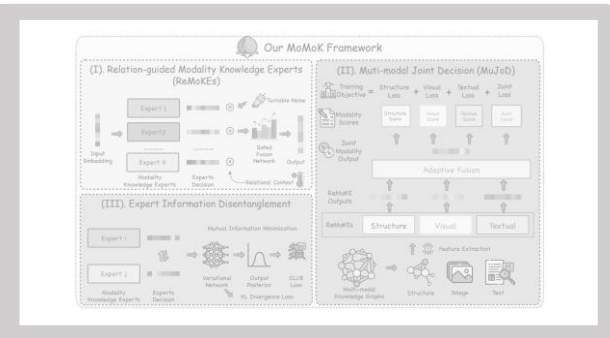 Our MoMoK Framework
(I). Relation-guided Modality Knowledge Experts
(ReMoKEs)
Expert i
Expert2
Expert k
Input
Embedding
Modality
Knowledge Experts
Experts
Decision
Tunable Noise
Gated
Fusion
Network
Output
Relational Context
(II). Muti-modal Joint Decision (MuJoD)
Training
Objective
=
Structure
Loss
+
Visual
Loss
+
Textual
Loss
+
Joint
Loss
Modality
Scores
Structure
Score
Visual
Score
Textual
Score
Joint
Score
Joint
Modality
Output
Adaptive Fusion
ReMoKE
Outputs
ReMoKEs
Structure
Visual
Textual
Feature Extraction
Multi-modal
Knowledge Graphs
Structure
Image
Text
(III). Expert Information Disentanglement
Mutual Information Minimization
Expert i
Expert j
Modality
Knowledge Experts
Experts
Decision
Variational
Network
Output
Posterior
CLUB
Loss
KL Divergence Loss